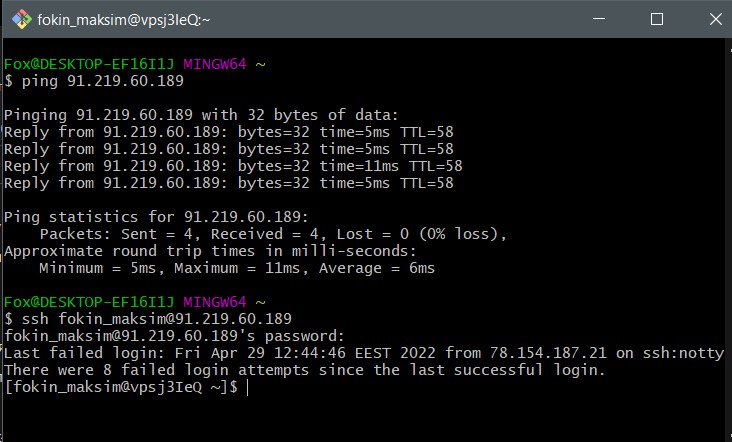 fokin_maksim@vpsj3leQ:~
Fox@DESKTOP-EF16I1J MINGW64 ~
$ ping 91.219.60.189
Pinging 91.219.60.189 with 32 bytes of data:
Reply from 91.219.60.189: bytes=32 time=5ms TTL=58
Reply from 91.219.60.189: bytes=32 time=5ms TTL=58
Reply from 91.219.60.189: bytes=32 time=11ms TTL=58
Reply from 91.219.60.189: bytes=32 time=5ms TTL=58
Ping statistics for 91.219.60.189:
    Packets: Sent = 4, Received = 4, Lost = 0 (0% loss),
Approximate round trip times in milli-seconds:
    Minimum = 5ms, Maximum = 11ms, Average = 6ms
Fox@DESKTOP-EF16I1J MINGW64 ~
$ ssh fokin_maksim@91.219.60.189
fokin_maksim@91.219.60.189's password:
Last failed login: Fri Apr 29 12:44:46 EEST 2022 from 78.154.187.21 on ssh:notty
There were 8 failed login attempts since the last successful login.
[fokin_maksim@vpsj3IeQ ~]$